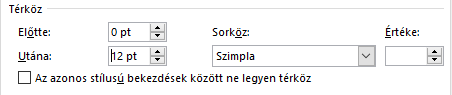 Térköz
Előtte: 0 pt Sorköz: Értéke:
Utána: 12 pt Szimpla
Az azonos stílusú bekezdések között ne legyen térköz